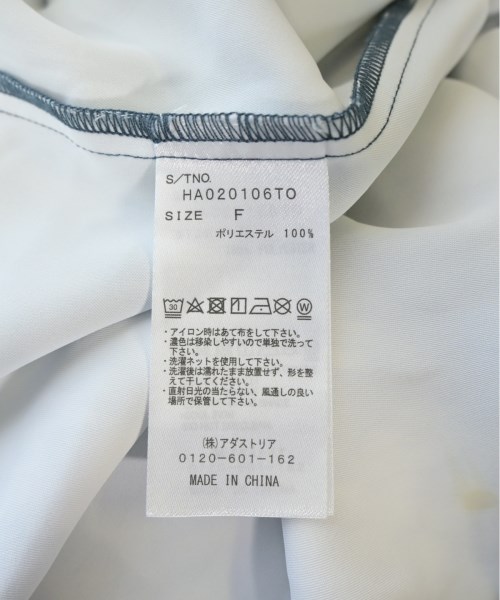 S/TNO.
HA020106TO
SIZE F
ポリエステル 100%
30
W
・アイロン時はあて布をして下さい。
・濃色は移染しやすいので単独で洗って
下さい。
・洗濯ネットを使用して下さい。
・洗濯後は濡れたまま放置せず、形を整
えて干してください。
・直射日光の当たらない、風通しの良い
場所で保管して下さい。
(株)アダストリア
0120-601-162
MADE IN CHINA